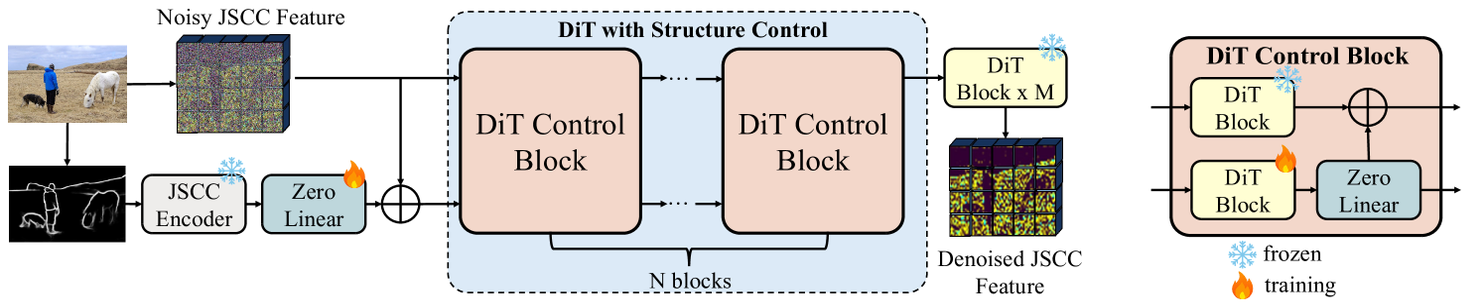 Noisy JSCC Feature
JSCC
Encoder
Zero
Linear
DiT with Structure Control
DiT Control
Block
...
DiT Control
Block
...
N blocks
DiT
Block x M
Denoised JSCC
Feature
DiT Control Block
DiT
Block
DiT
Block
Zero
Linear
frozen
training